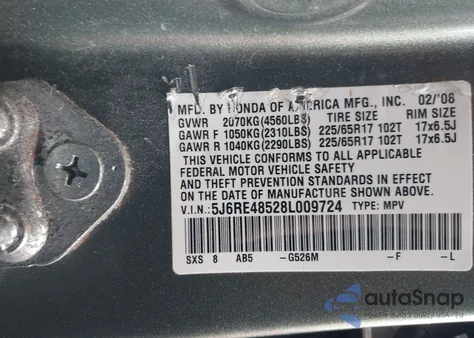 MFD. BY HONDA OF AMERICA MFG., INC. 02/'08
GVWR 2070KG(4560LBS) TIRE SIZE RIM SIZE
GAWR F 1050KG(2310LBS) 225/65R17 102T 17x6.5J
GAWR R 1040KG(2290LBS) 225/65R17 102T 17x6.5J
THIS VEHICLE CONFORMS TO ALL APPLICABLE
FEDERAL MOTOR VEHICLE SAFETY
AND THEFT PREVENTION STANDARDS IN EFFECT
ON THE DATE OF MANUFACTURE SHOWN ABOVE.
V.I.N.: 5J6RE48528L009724 TYPE: MPV
SXS 8 AB5 -G526M -F -L
autoSnap